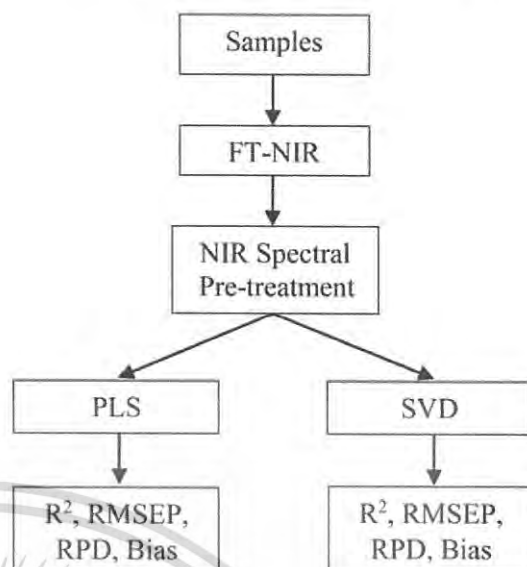 Samples
FT-NIR
NIR Spectral
Pre-treatment
PLS
SVD
R², RMSEP,
RPD, Bias
R², RMSEP,
RPD, Bias